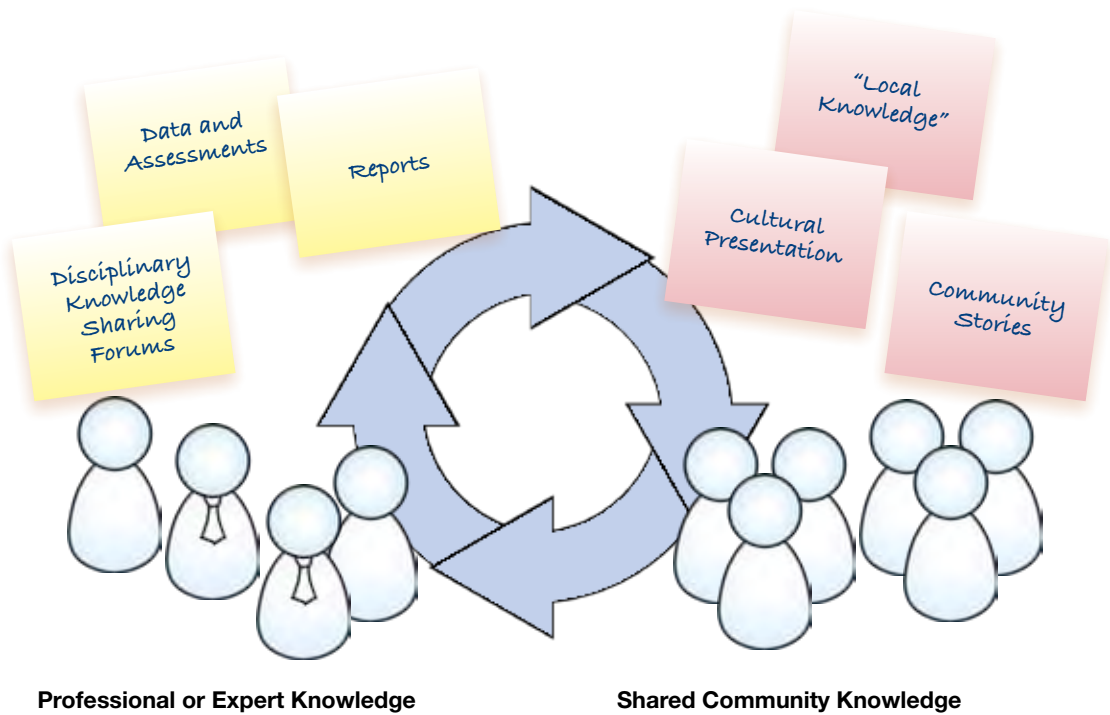 Data and
Assessments
Reports
Disciplinary
Knowledge
Sharing
Forums
“Local
Knowledge”
Cultural
Presentation
Community
Stories
Professional or Expert Knowledge
Shared Community Knowledge